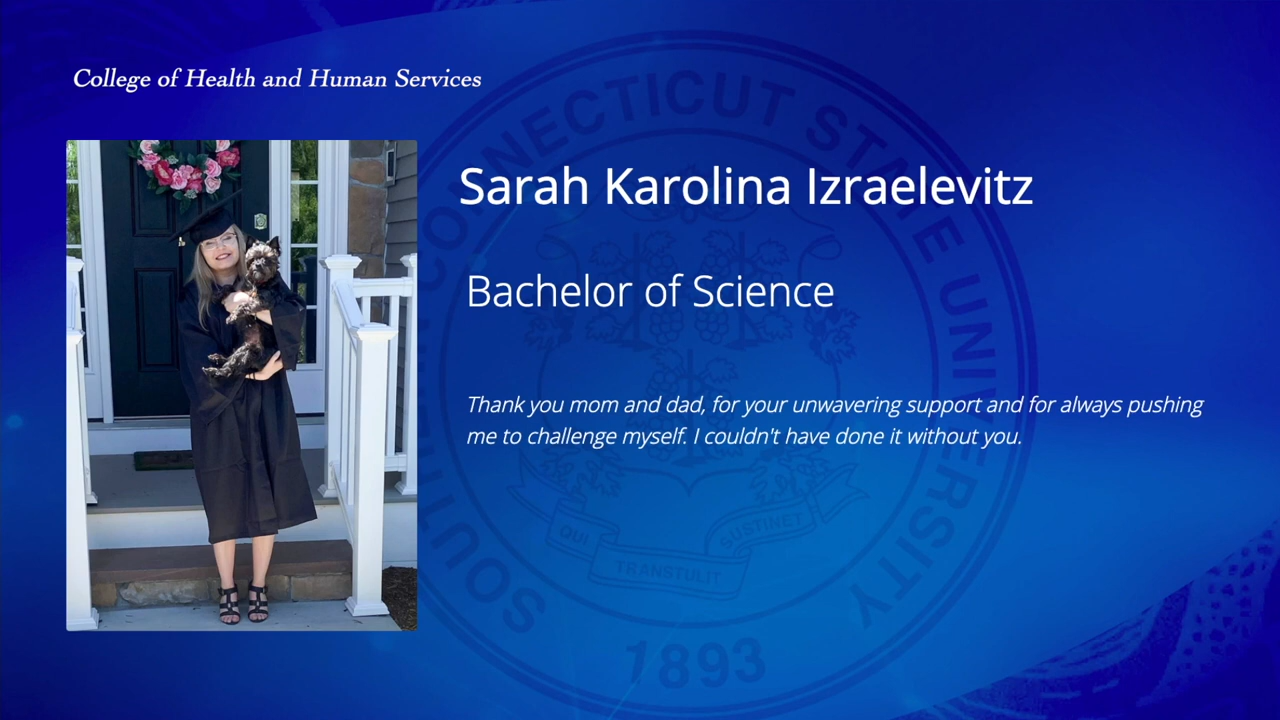 College of Health and Human Services
Sarah Karolina Izraelevitz
Bachelor of Science
Thank you mom and dad, for your unwavering support and for always pushing
me to challenge myself. I couldn't have done it without you.
SOUTHERN CONNECTICUT STATE UNIVERSITY
QUI TRANSTULIT SUSTINET
1893